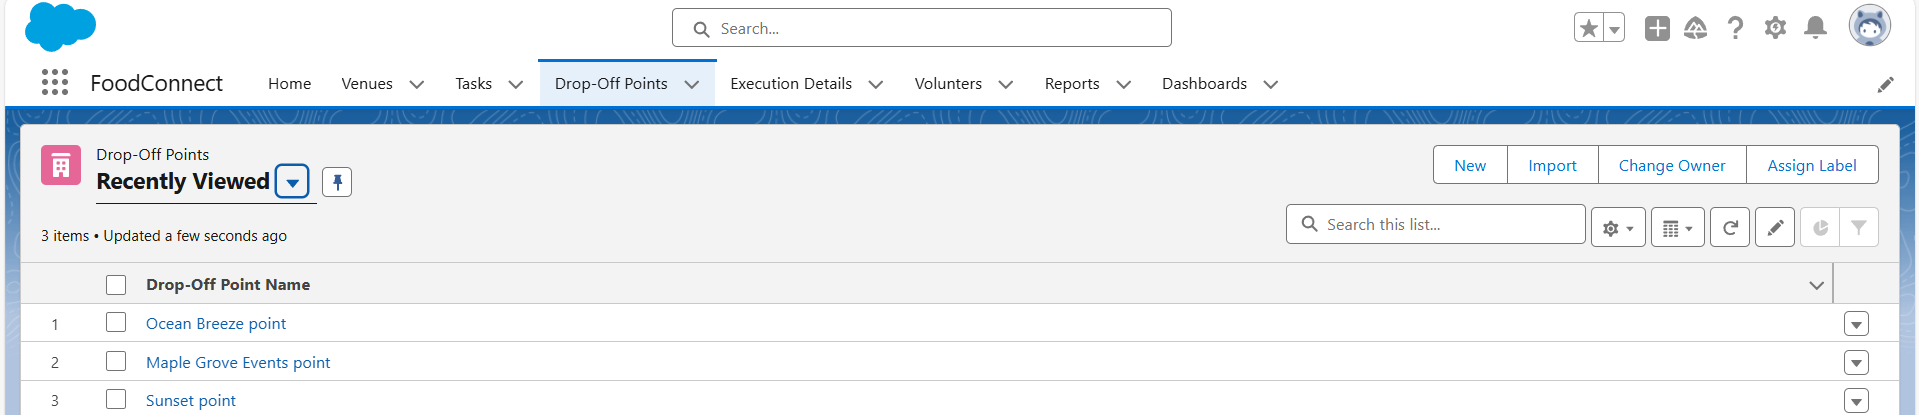 Search...
FoodConnect Home Venues Tasks Drop-Off Points Execution Details Volunters Reports Dashboards
Drop-Off Points
Recently Viewed
New Import Change Owner Assign Label
3 items • Updated a few seconds ago
Search this list...
Drop-Off Point Name
1 Ocean Breeze point
2 Maple Grove Events point
3 Sunset point